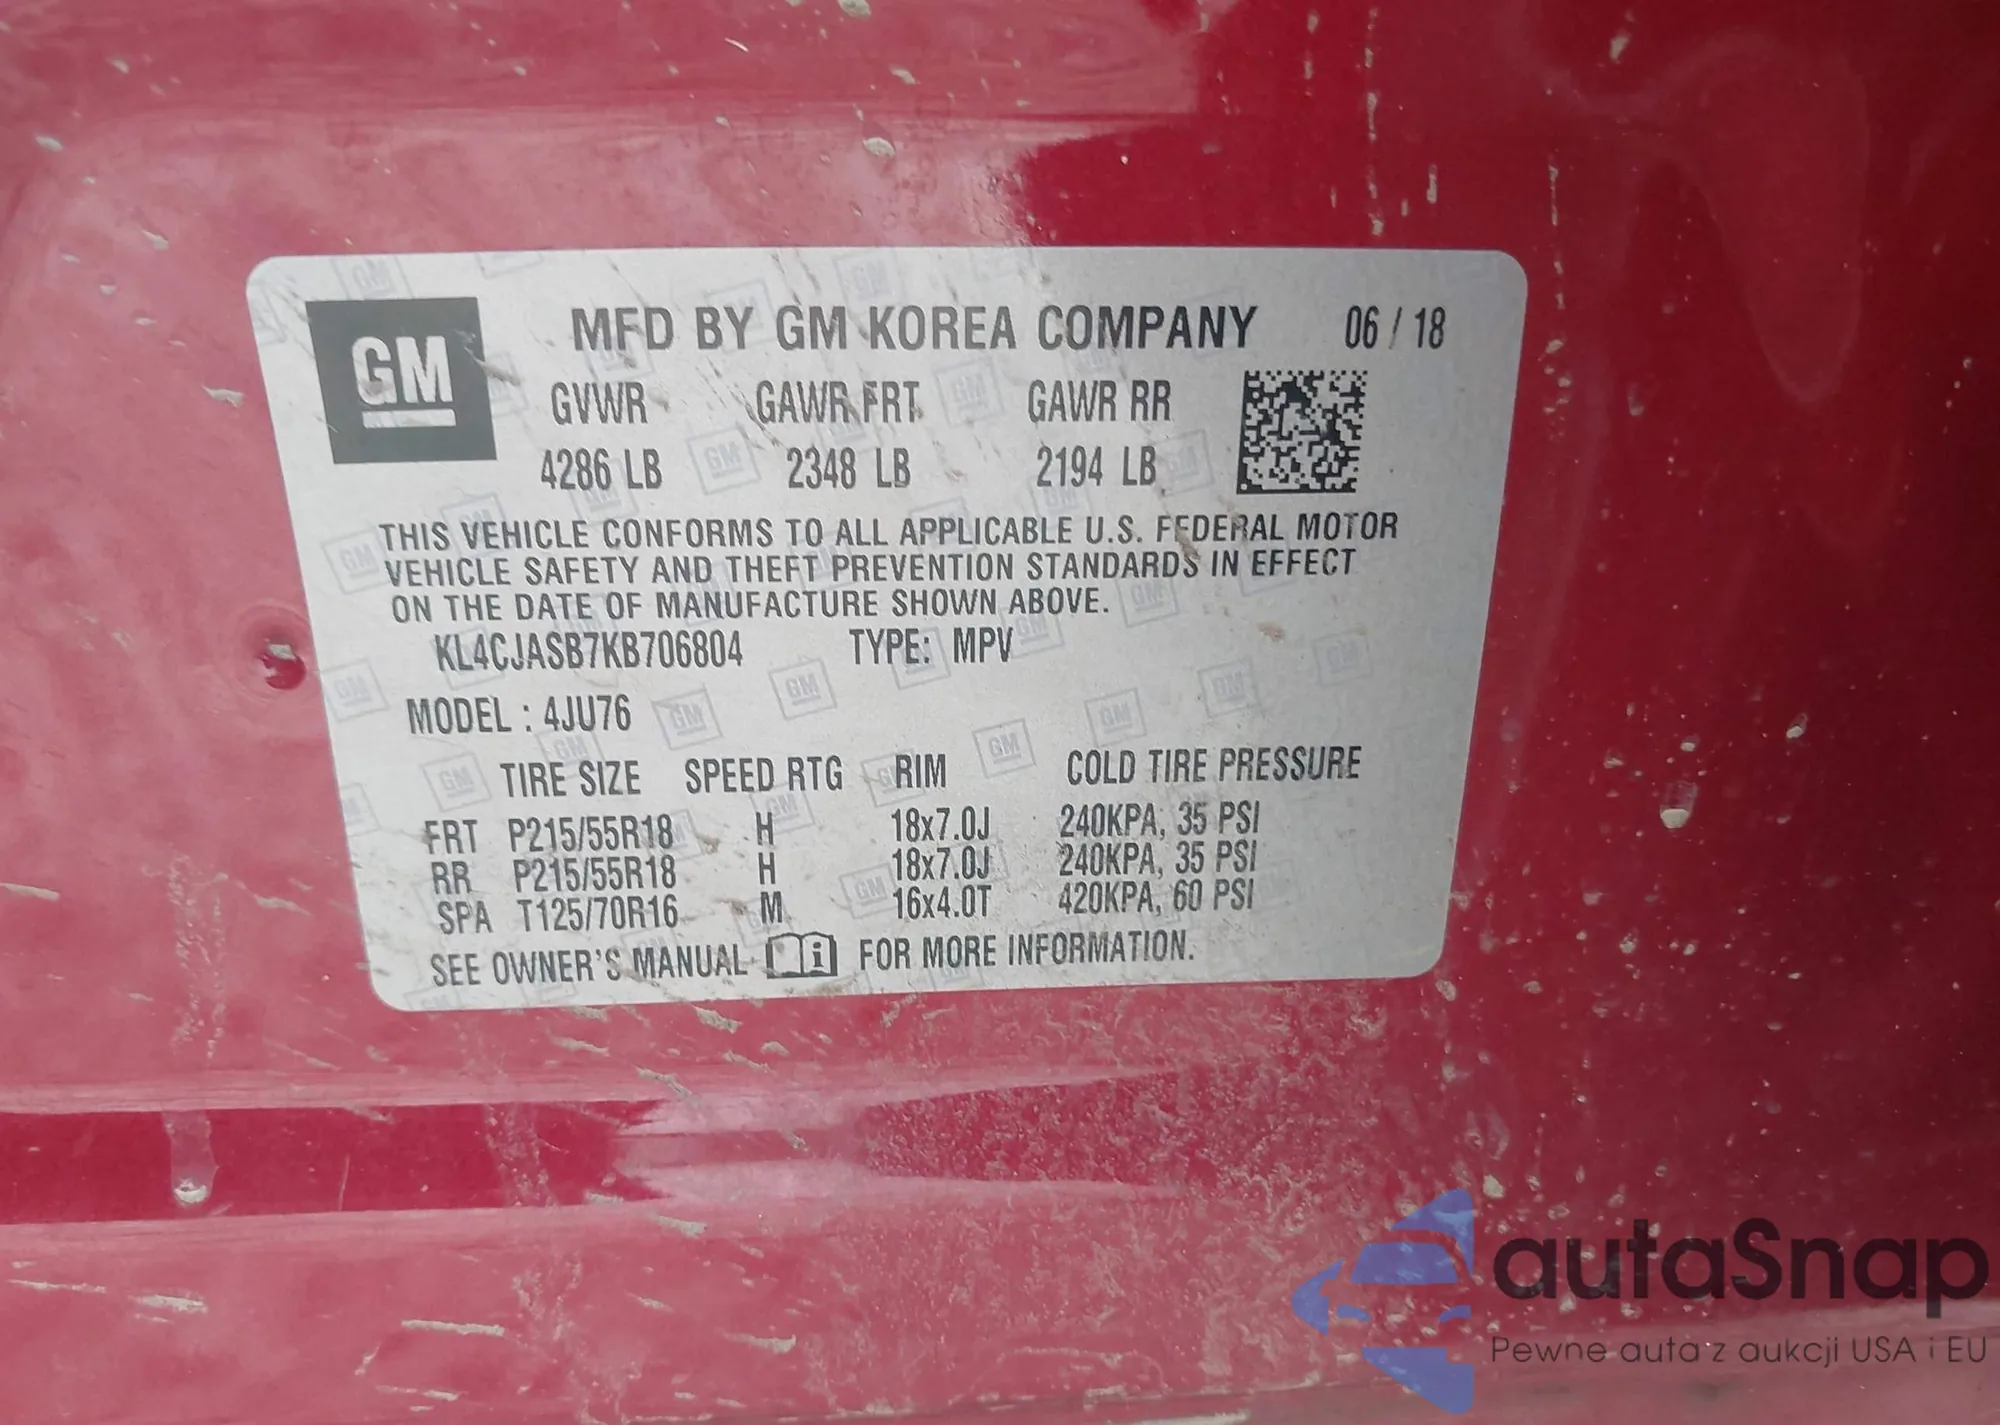 GM
MFD BY GM KOREA COMPANY 06 / 18
GVWR GAWR FRT GAWR RR
4286 LB 2348 LB 2194 LB
THIS VEHICLE CONFORMS TO ALL APPLICABLE U.S. FEDERAL MOTOR
VEHICLE SAFETY AND THEFT PREVENTION STANDARDS IN EFFECT
ON THE DATE OF MANUFACTURE SHOWN ABOVE.
KL4CJASB7KB706804 TYPE: MPV
MODEL : 4JU76
TIRE SIZE SPEED RTG RIM COLD TIRE PRESSURE
FRT P215/55R18 H 18x7.0J 240KPA, 35 PSI
RR P215/55R18 H 18x7.0J 240KPA, 35 PSI
SPA T125/70R16 M 16x4.0T 420KPA, 60 PSI
SEE OWNER'S MANUAL i FOR MORE INFORMATION.
autaSnap
Pewne auta z aukcji USA i EU